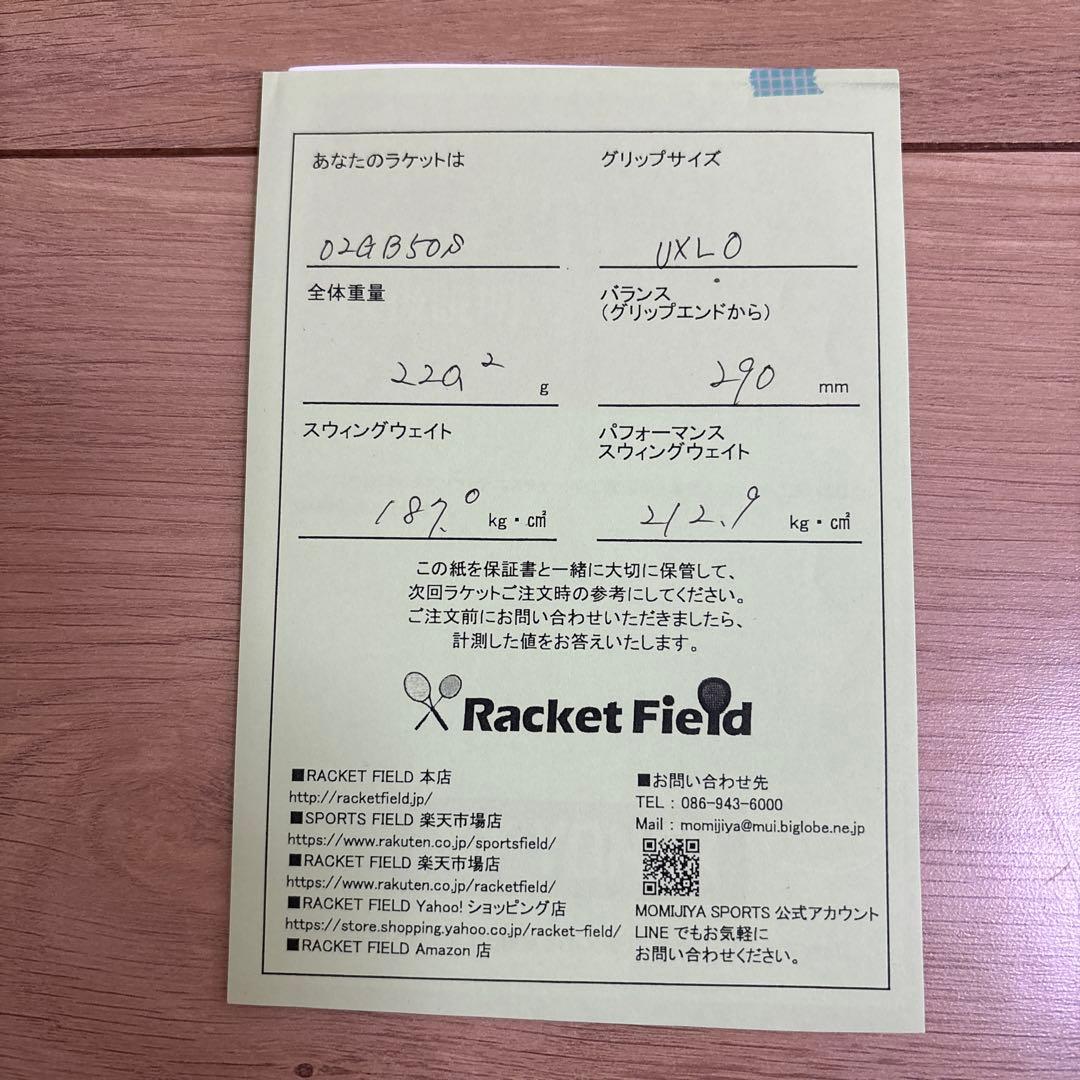 あなたのラケットは
02GB50S
グリップサイズ
UXL0
全体重量
g
バランス
(グリップエンドから)
290 mm
スウィングウェイト
187.0 kg・c㎡
パフォーマンス
スウィングウェイト
212.9 kg・c㎡
この紙を保証書と一緒に大切に保管して、
次回ラケットご注文時の参考にしてください。
ご注文前にお問い合わせいただきましたら、
計測した値をお答えいたします。
Racket Field
■RACKET FIELD 本店
http://racketfield.jp/
■SPORTS FIELD 楽天市場店
https://www.rakuten.co.jp/sportsfield/
■RACKET FIELD 楽天市場店
https://www.rakuten.co.jp/racketfield/
■RACKET FIELD Yahoo! ショッピング店
https://store.shopping.yahoo.co.jp/racket-field/
■RACKET FIELD Amazon 店
■お問い合わせ先
TEL : 086-943-6000
Mail : momijiya@mui.biglobe.ne.jp
MOMIJIYA SPORTS 公式アカウント
LINE でもお気軽に
お問い合わせください。